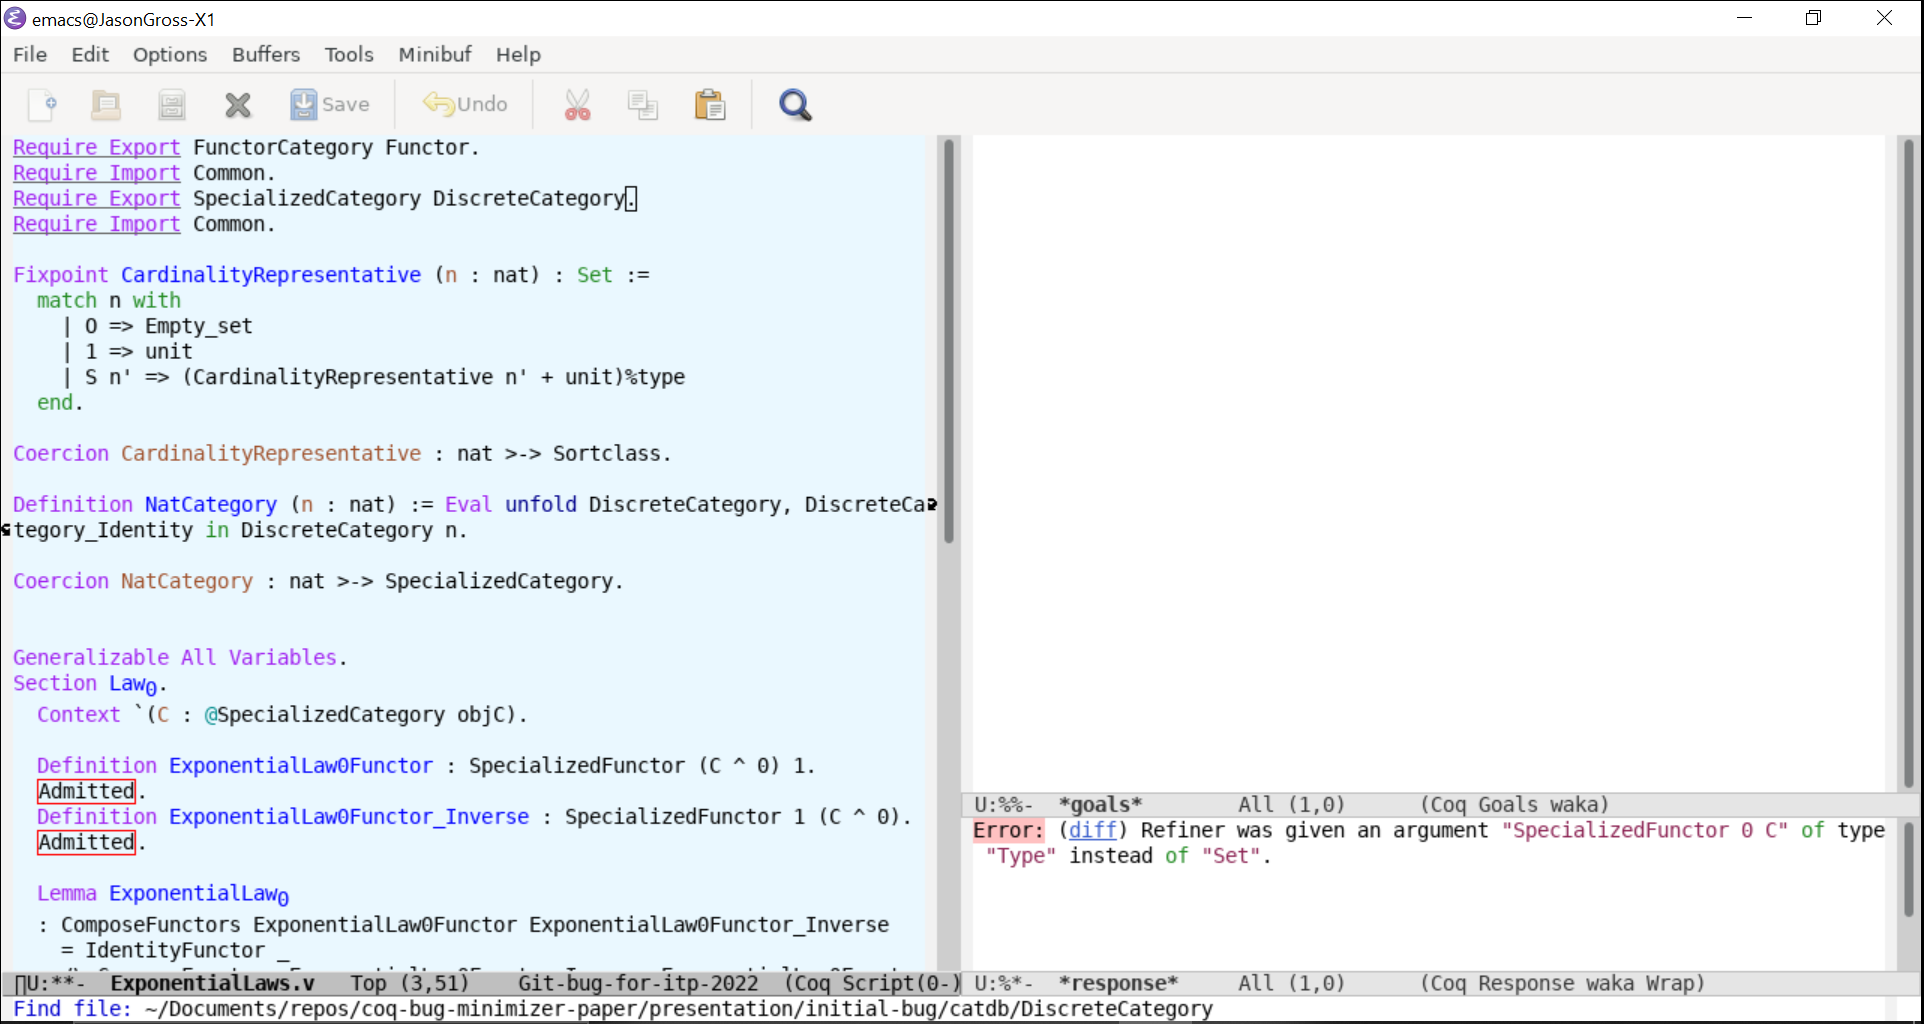 emacs@JasonGross-X1
File Edit Options Buffers Tools Minibuf Help
Save Undo
Require Export FunctorCategory Functor.
Require Import Common.
Require Export SpecializedCategory DiscreteCategory.
Require Import Common.
Fixpoint CardinalityRepresentative (n : nat) : Set :=
match n with
| O => Empty_set
| 1 => unit
| S n' => (CardinalityRepresentative n' + unit)%type
end.
Coercion CardinalityRepresentative : nat >-> Sortclass.
Definition NatCategory (n : nat) := Eval unfold DiscreteCategory, DiscreteCa
tegory_Identity in DiscreteCategory n.
Coercion NatCategory : nat >-> SpecializedCategory.
Generalizable All Variables.
Section Law0.
Context `(C : @SpecializedCategory objC).
Definition ExponentialLaw0Functor : SpecializedFunctor (C ^ 0) 1.
Admitted.
Definition ExponentialLaw0Functor_Inverse : SpecializedFunctor 1 (C ^ 0).
Admitted.
Lemma ExponentialLaw0
: ComposeFunctors ExponentialLaw0Functor ExponentialLaw0Functor_Inverse
= IdentityFunctor _
U:**- ExponentialLaws.v Top (3,51) Git-bug-for-itp-2022 (Coq Script(0-)
U:%%- *goals* All (1,0) (Coq Goals waka)
Error: (diff) Refiner was given an argument "SpecializedFunctor 0 C" of type
"Type" instead of "Set".
U:%*- *response* All (1,0) (Coq Response waka Wrap)
Find file: ~/Documents/repos/coq-bug-minimizer-paper/presentation/initial-bug/catdb/DiscreteCategory